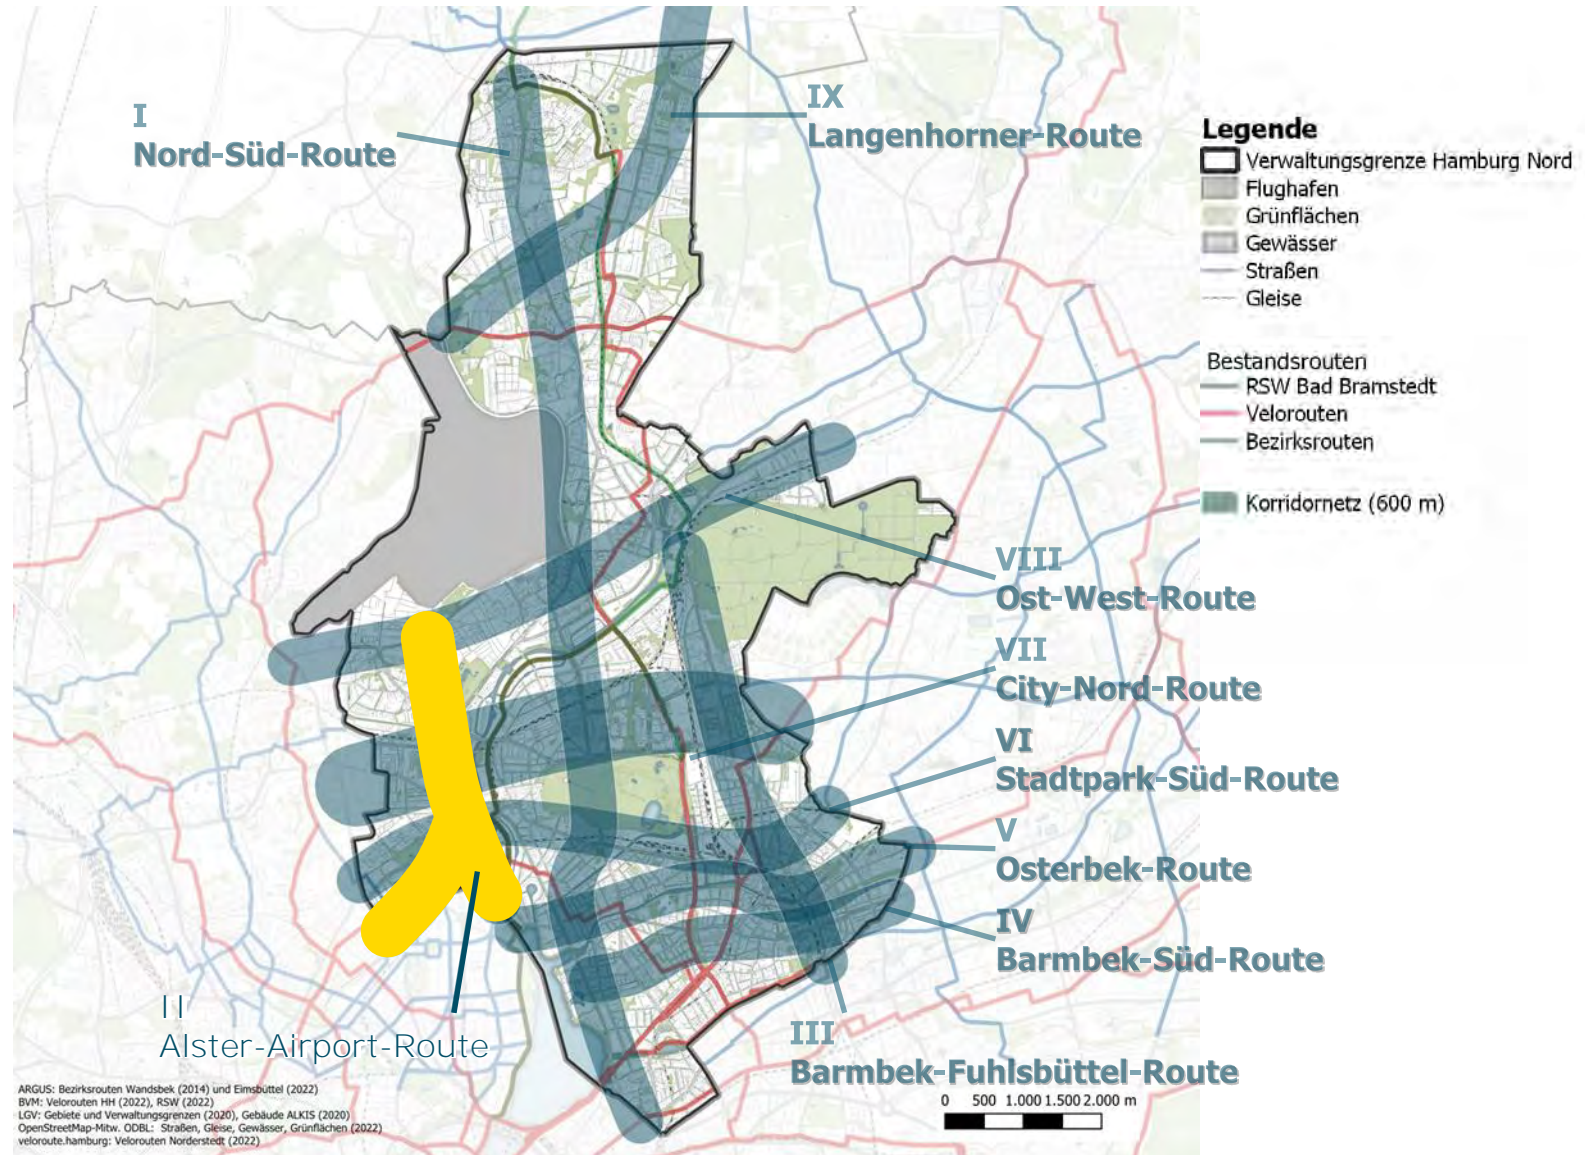 I
Nord-Süd-Route
IX
Langenhorner-Route
Legende
Verwaltungsgrenze Hamburg Nord
Flughafen
Grünflächen
Gewässer
Straßen
Gleise
Bestandsrouten
RSW Bad Bramstedt
Velorouten
Bezirksrouten
Korridornetz (600 m)
VIII
Ost-West-Route
VII
City-Nord-Route
VI
Stadtpark-Süd-Route
V
Osterbek-Route
IV
Barmbek-Süd-Route
III
Barmbek-Fuhlsbüttel-Route
II
Alster-Airport-Route
0 500 1.000 1.500 2.000 m
ARGUS: Bezirksrouten Wandsbek (2014) und Eimsbüttel (2022)
BVM: Velorouten HH (2022), RSW (2022)
LGV: Gebiete und Verwaltungsgrenzen (2020), Gebäude ALKIS (2020)
OpenStreetMap-Mitw. ODBL: Straßen, Gleise, Gewässer, Grünflächen (2022)
veloroute.hamburg: Velorouten Norderstedt (2022)